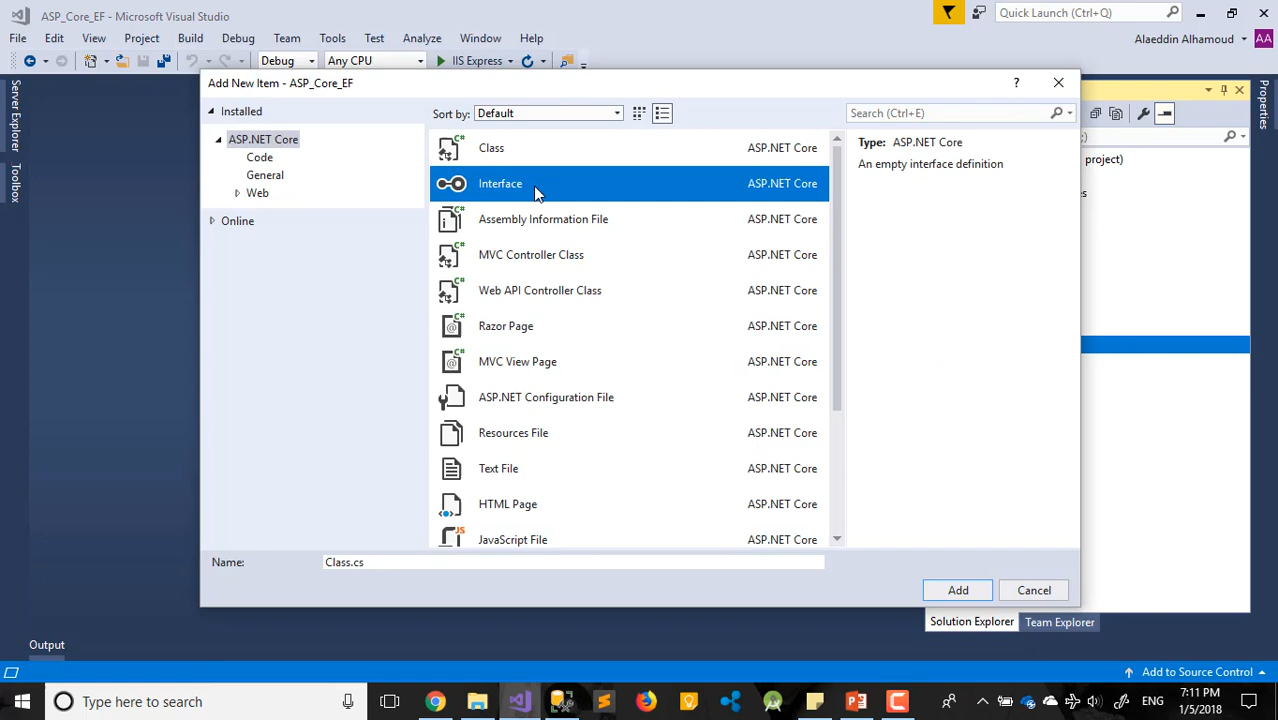 ASP_Core_EF - Microsoft Visual Studio
Quick Launch (Ctrl+Q)
File Edit View Project Build Debug Team Tools Test Analyze Window Help
Alaeddin Alhamoud AA
Debug Any CPU IIS Express
Add New Item - ASP_Core_EF
Server Explorer
Toolbox
Properties
Installed
Sort by: Default
Search (Ctrl+E)
ASP.NET Core
Code
General
Web
Online
Class ASP.NET Core
Interface ASP.NET Core
Assembly Information File ASP.NET Core
MVC Controller Class ASP.NET Core
Web API Controller Class ASP.NET Core
Razor Page ASP.NET Core
MVC View Page ASP.NET Core
ASP.NET Configuration File ASP.NET Core
Resources File ASP.NET Core
Text File ASP.NET Core
HTML Page ASP.NET Core
JavaScript File ASP.NET Core
Type: ASP.NET Core
An empty interface definition
project)
Name: Class.cs
Add Cancel
Solution Explorer Team Explorer
Output
Add to Source Control
Type here to search
ENG
7:11 PM
1/5/2018